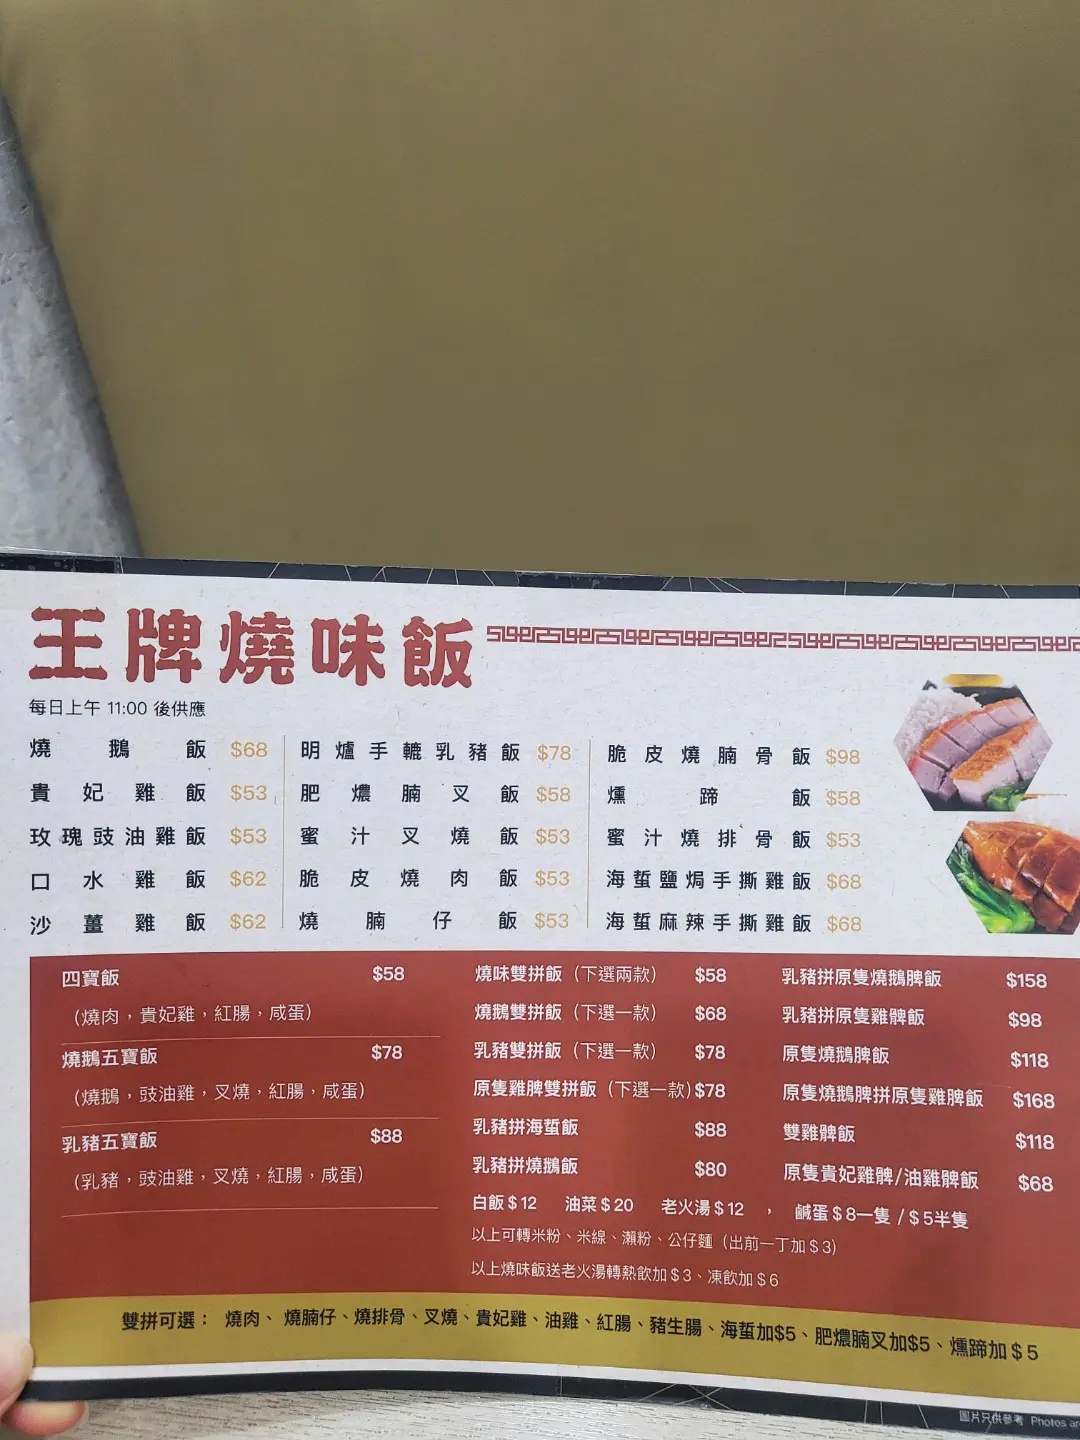 王牌燒味飯
每日上午 11:00 後供應
燒鵝飯 $68
貴妃雞飯 $53
玫瑰豉油雞飯 $53
口水雞飯 $62
沙薑雞飯 $62
明爐手轆乳豬飯 $78
肥燶腩叉飯 $58
蜜汁叉燒飯 $53
脆皮燒肉飯 $53
燒腩仔飯 $53
脆皮燒腩骨飯 $98
燻蹄飯 $58
蜜汁燒排骨飯 $53
海蜇鹽焗手撕雞飯 $68
海蜇麻辣手撕雞飯 $68
四寶飯 $58
（燒肉，貴妃雞，紅腸，咸蛋）
燒鵝五寶飯 $78
（燒鵝，豉油雞，叉燒，紅腸，咸蛋）
乳豬五寶飯 $88
（乳豬，豉油雞，叉燒，紅腸，咸蛋）
燒味雙拼飯（下選兩款） $58
燒鵝雙拼飯（下選一款） $68
乳豬雙拼飯（下選一款） $78
原隻雞脾雙拼飯（下選一款）$78
乳豬拼海蜇飯 $88
乳豬拼燒鵝飯 $80
乳豬拼原隻燒鵝脾飯 $158
乳豬拼原隻雞脾飯 $98
原隻燒鵝脾飯 $118
原隻燒鵝脾拼原隻雞脾飯 $168
雙雞脾飯 $118
原隻貴妃雞脾/油雞脾飯 $68
白飯＄12 油菜＄20 老火湯＄12 ， 鹹蛋＄8一隻 /＄5半隻
以上可轉米粉、米線、瀨粉、公仔麵（出前一丁加＄3）
以上燒味飯送老火湯轉熱飲加＄3、凍飲加＄6
雙拼可選： 燒肉、燒腩仔、燒排骨、叉燒、貴妃雞、油雞、紅腸、豬生腸、海蜇加$5、肥燶腩叉加$5、燻蹄加＄5
圖片只供參考 Photos